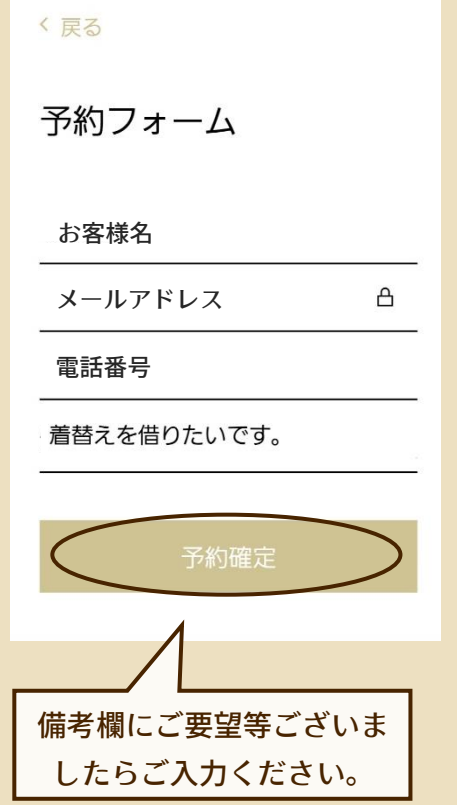 戻る
予約フォーム
お客様名
メールアドレス
電話番号
着替えを借りたいです。
予約確定
備考欄にご要望等ございま
したらご入力ください。